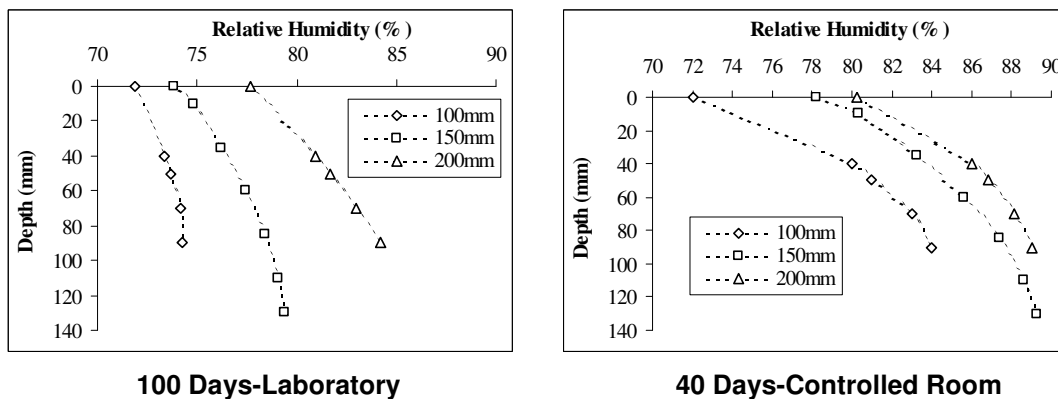 Relative Humidity (% )
70 75 80 85 90
0
20
40
60
80
100
120
140
Depth (mm)
100mm
150mm
200mm
100 Days-Laboratory
Relative Humidity (%)
70 72 74 76 78 80 82 84 86 88 90
0
20
40
60
80
100
120
140
Depth (mm)
100mm
150mm
200mm
40 Days-Controlled Room